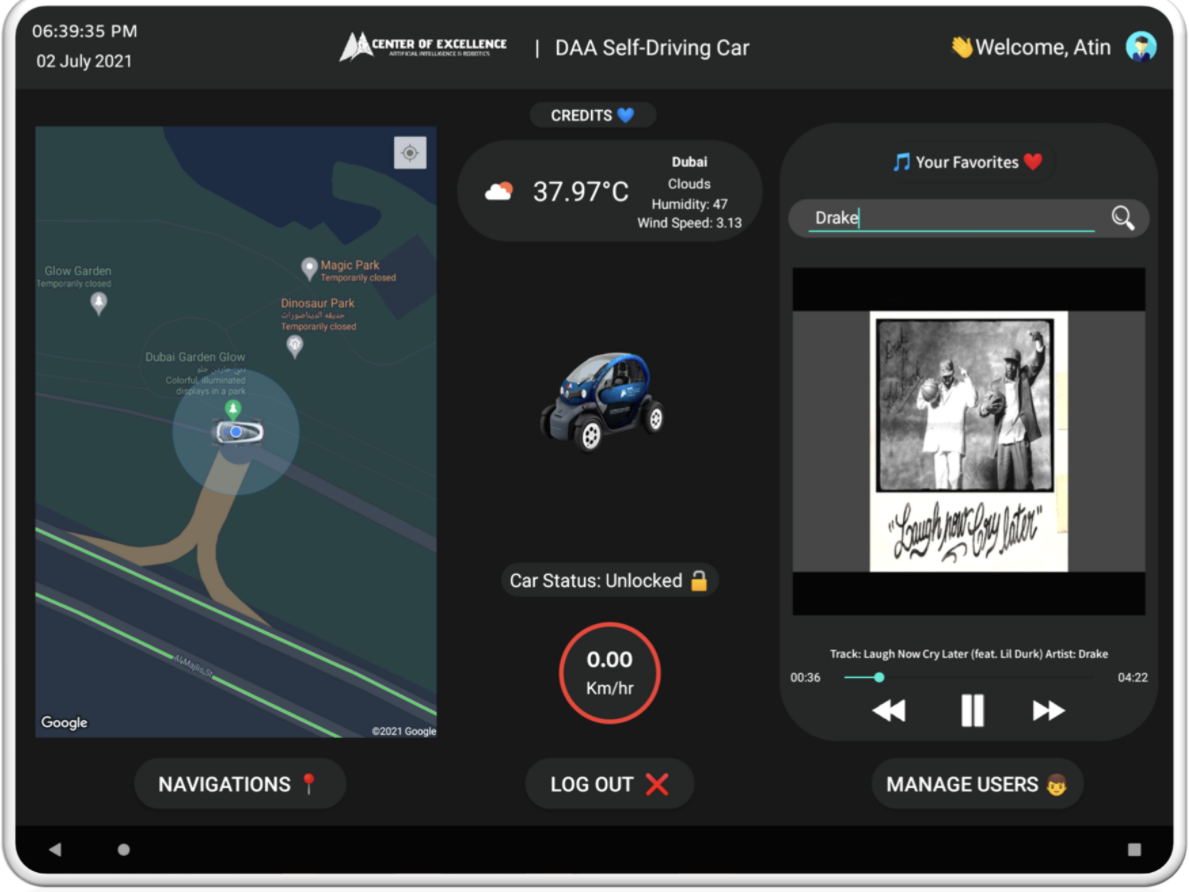 06:39:35 PM
02 July 2021
CENTER OF EXCELLENCE
ARTIFICIAL INTELLIGENCE & ROBOTICS
| DAA Self-Driving Car
👋Welcome, Atin
CREDITS 💙
Glow Garden
Temporarily closed
Magic Park
Temporarily closed
Dinosaur Park
حديقة الديناصورات
Temporarily closed
Dubai Garden Glow
دبي جاردن جلو
Colorful, illuminated
displays in a park
Al Majlis St
Google
©2021 Google
37.97°C
Dubai
Clouds
Humidity: 47
Wind Speed: 3.13
Car Status: Unlocked 🔓
0.00
Km/hr
🎵 Your Favorites ❤️
Drake
"Laugh now Cry later"
Track: Laugh Now Cry Later (feat. Lil Durk) Artist: Drake
00:36
04:22
NAVIGATIONS 📍
LOG OUT ❌
MANAGE USERS 👦